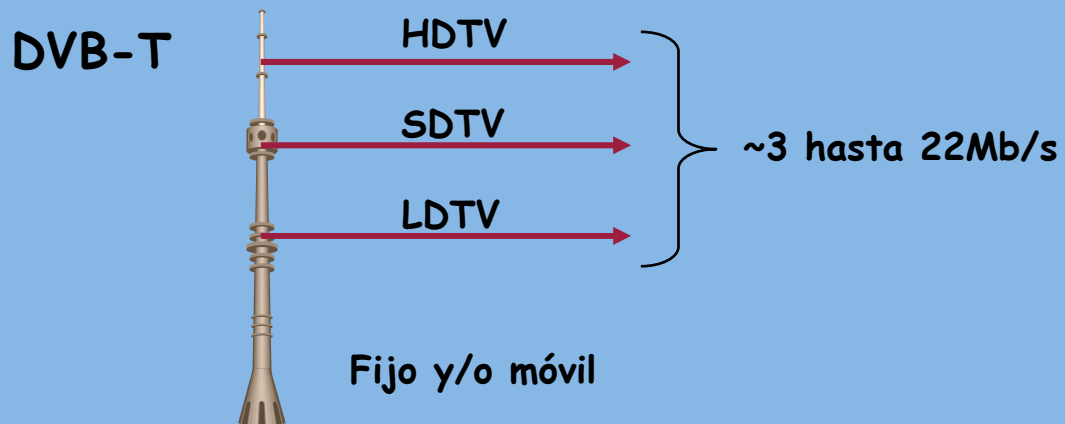 DVB-T
HDTV
SDTV
LDTV
~3 hasta 22Mb/s
Fijo y/o móvil